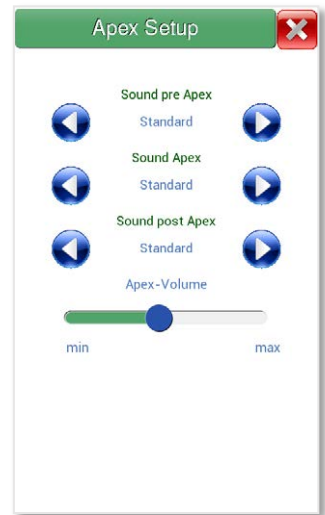 Apex Setup
Sound pre Apex
Standard
Sound Apex
Standard
Sound post Apex
Standard
Apex-Volume
min max